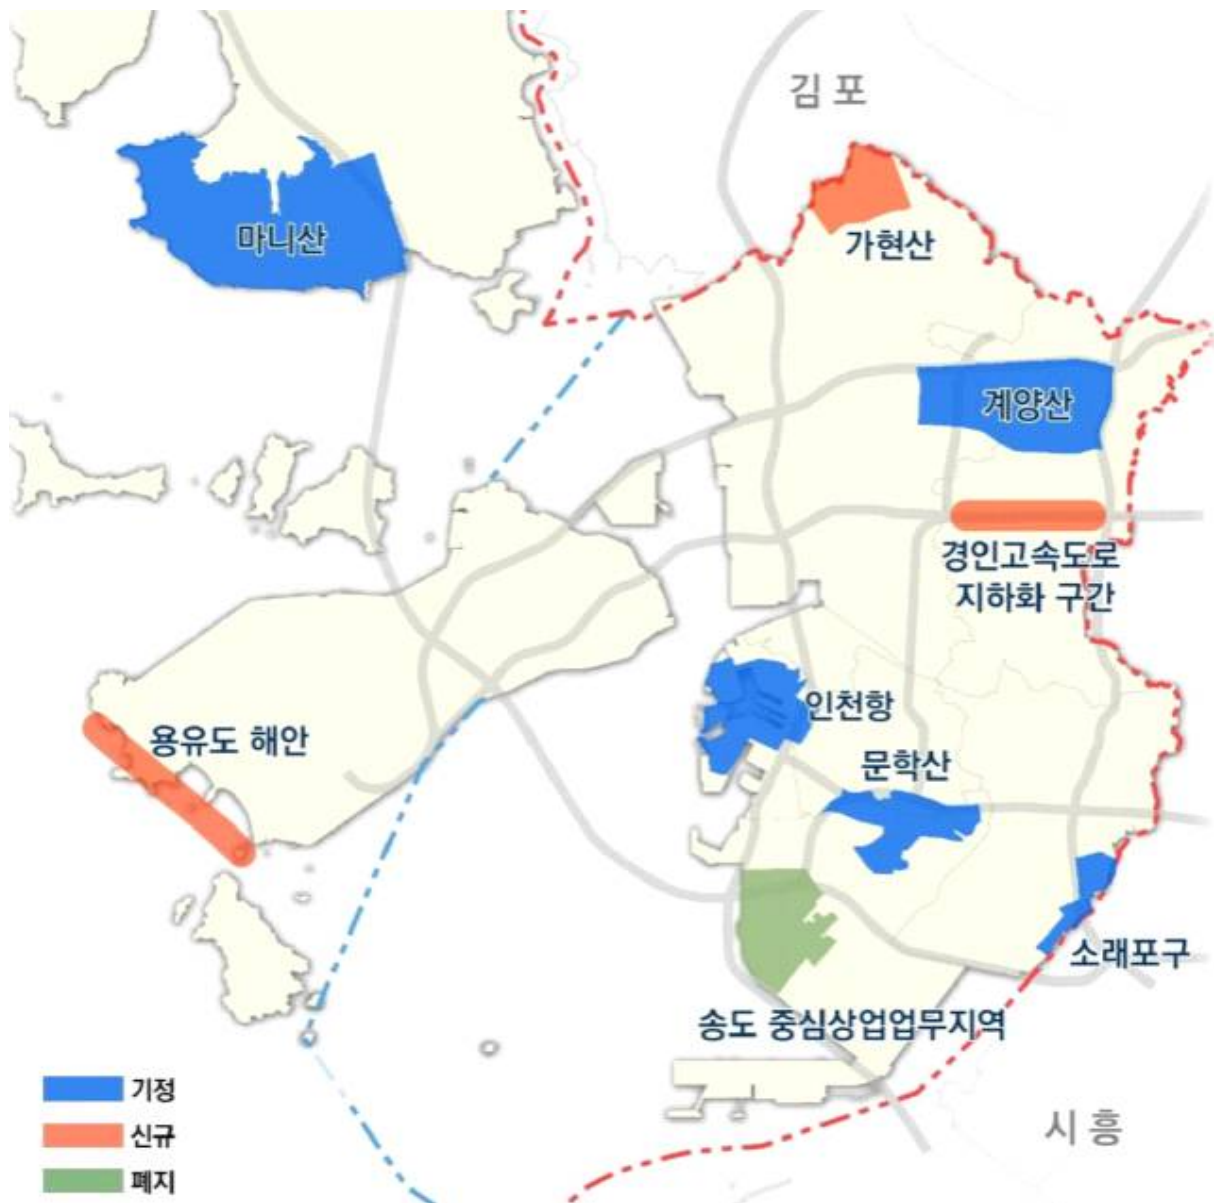 김포
마니산
가현산
계양산
경인고속도로
지하화 구간
인천항
용유도 해안
문학산
소래포구
송도 중심상업업무지역
기정
시흥
신규
폐지